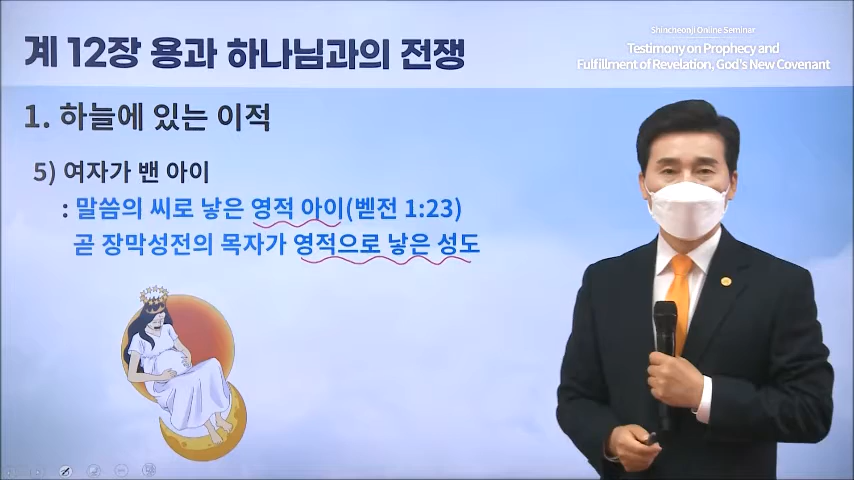 계 12장 용과 하나님과의 전쟁
Shincheonji Online Seminar
Testimony on Prophecy and
Fulfillment of Revelation, God's New Covenant
1. 하늘에 있는 이적
5) 여자가 밴 아이
: 말씀의 씨로 낳은 영적 아이(벧전 1:23)
곧 장막성전의 목자가 영적으로 낳은 성도